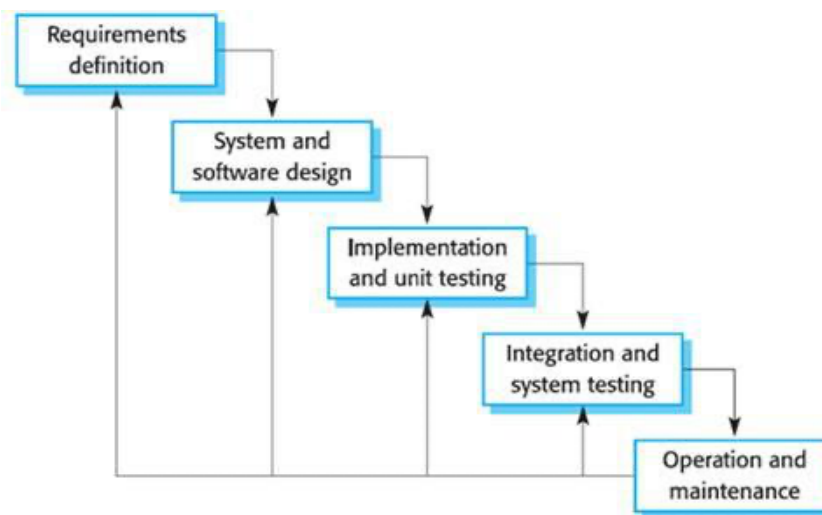 Requirements
definition
System and
software design
Implementation
and unit testing
Integration and
system testing
Operation and
maintenance